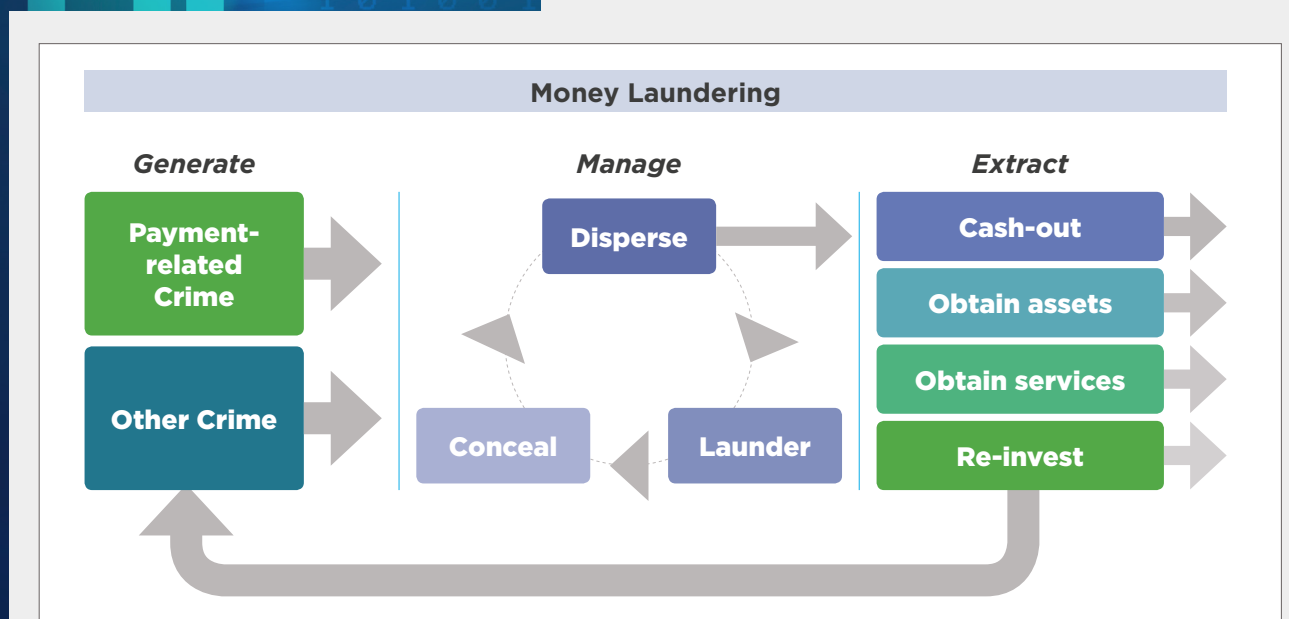 Money Laundering
Generate
Manage
Extract
Payment-
related
Crime
Other Crime
Disperse
Conceal
Launder
Cash-out
Obtain assets
Obtain services
Re-invest